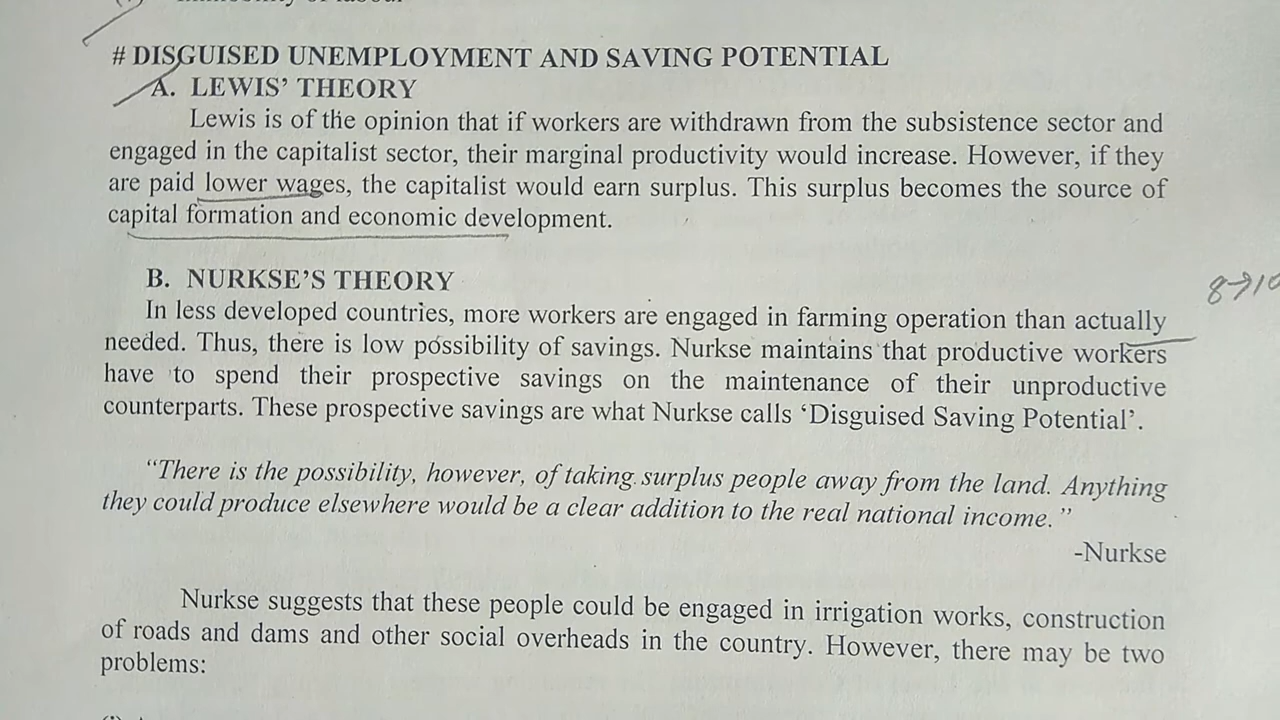 # DISGUISED UNEMPLOYMENT AND SAVING POTENTIAL
A. LEWIS' THEORY
Lewis is of the opinion that if workers are withdrawn from the subsistence sector and
engaged in the capitalist sector, their marginal productivity would increase. However, if they
are paid lower wages, the capitalist would earn surplus. This surplus becomes the source of
capital formation and economic development.
B. NURKSE'S THEORY
In less developed countries, more workers are engaged in farming operation than actually
needed. Thus, there is low possibility of savings. Nurkse maintains that productive workers
have to spend their prospective savings on the maintenance of their unproductive
counterparts. These prospective savings are what Nurkse calls ‘Disguised Saving Potential’.
8→10
“There is the possibility, however, of taking surplus people away from the land. Anything
they could produce elsewhere would be a clear addition to the real national income.”
-Nurkse
Nurkse suggests that these people could be engaged in irrigation works, construction
of roads and dams and other social overheads in the country. However, there may be two
problems: